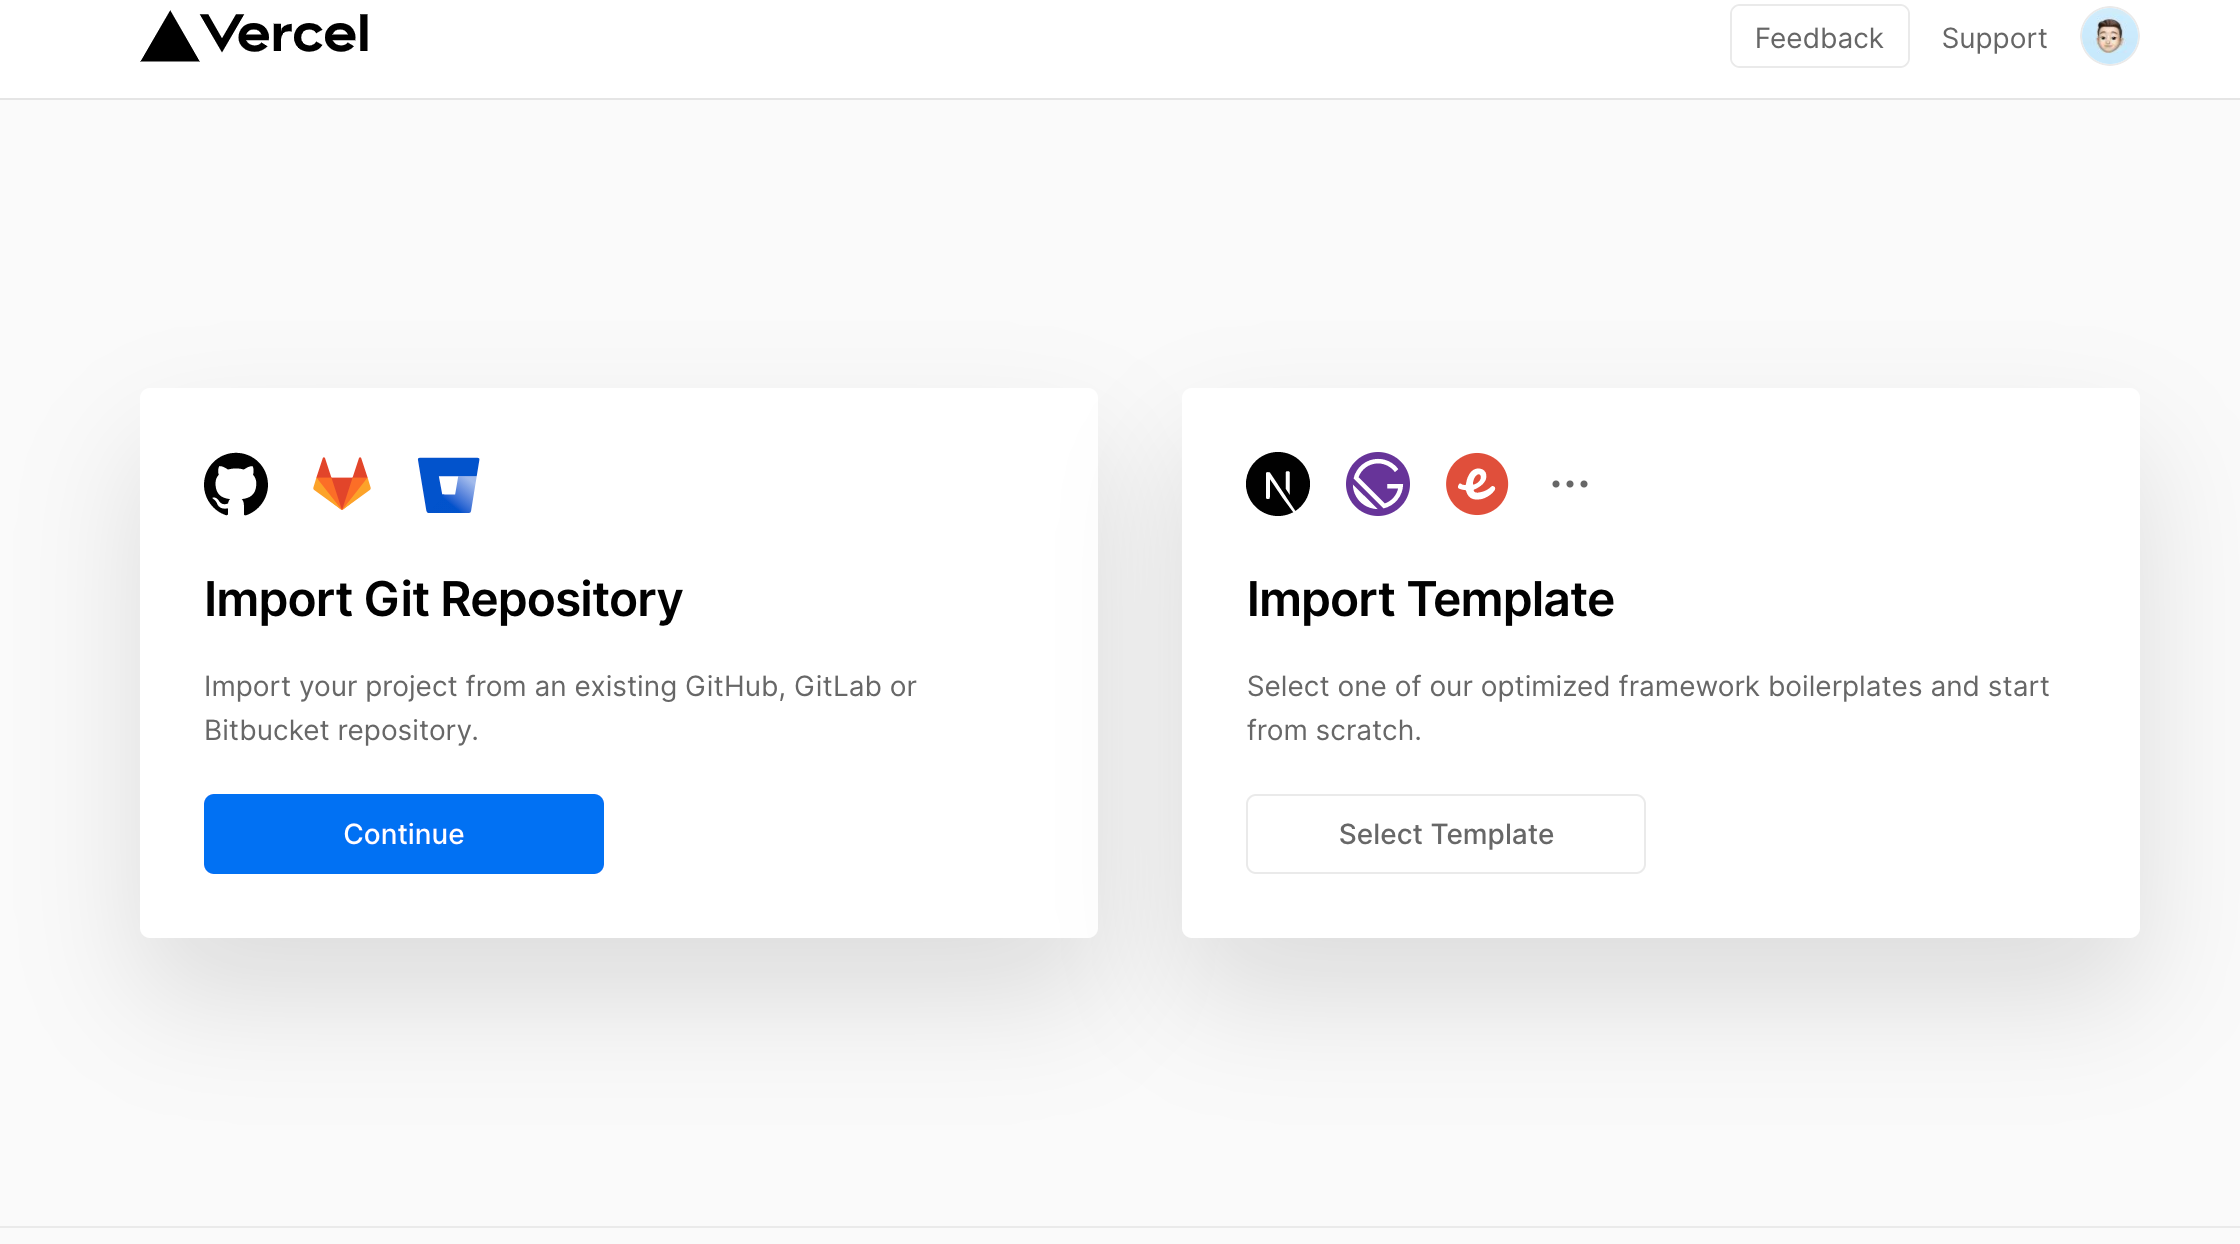 Vercel
Feedback
Support
Import Git Repository
Import your project from an existing GitHub, GitLab or
Bitbucket repository.
Continue
Import Template
Select one of our optimized framework boilerplates and start
from scratch.
Select Template